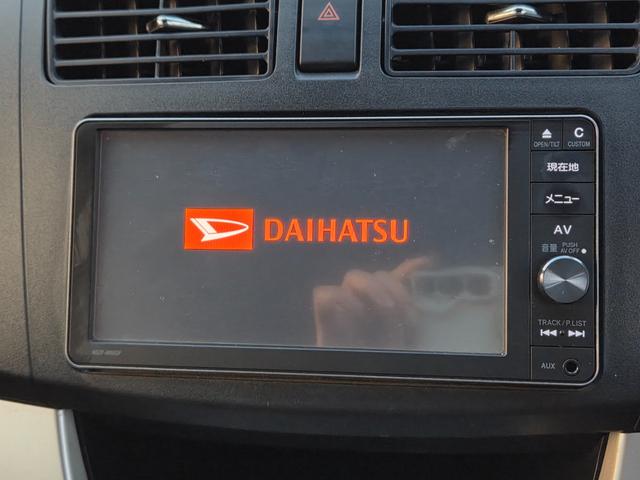 OPEN/TILT
C
CUSTOM
現在地
メニュー
AV
音量 PUSH
AV OFF
DAIHATSU
TRACK/P.LIST
AUX